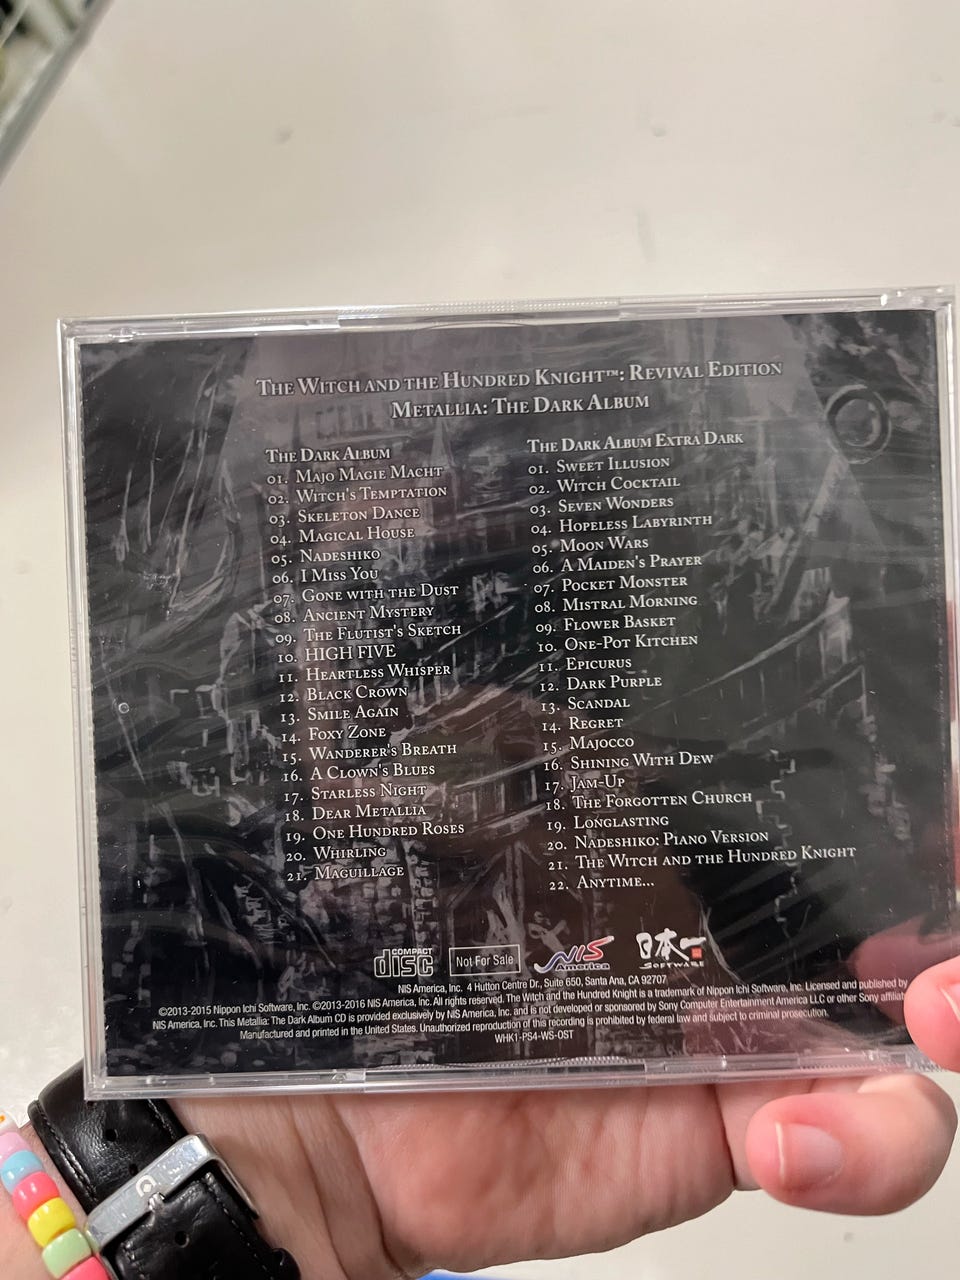 The Witch and the Hundred Knight™: Revival Edition
Metallia: The Dark Album
The Dark Album
01. Majo Magie Macht
02. Witch's Temptation
03. Skeleton Dance
04. Magical House
05. Nadeshiko
06. I Miss You
07. Gone with the Dust
08. Ancient Mystery
09. The Flutist's Sketch
10. HIGH FIVE
11. Heartless Whisper
12. Black Crown
13. Smile Again
14. Foxy Zone
15. Wanderer's Breath
16. A Clown's Blues
17. Starless Night
18. Dear Metallia
19. One Hundred Roses
20. Whirling
21. Maguillage
The Dark Album Extra Dark
01. Sweet Illusion
02. Witch Cocktail
03. Seven Wonders
04. Hopeless Labyrinth
05. Moon Wars
06. A Maiden's Prayer
07. Pocket Monster
08. Mistral Morning
09. Flower Basket
10. One-Pot Kitchen
11. Epicurus
12. Dark Purple
13. Scandal
14. Regret
15. Majocco
16. Shining With Dew
17. Jam-Up
18. The Forgotten Church
19. Longlasting
20. Nadeshiko: Piano Version
21. The Witch and the Hundred Knight
22. Anytime...
COMPACT disc
Not For Sale
NIS America
日本一 SOFTWARE
NIS America, Inc. 4 Hutton Centre Dr., Suite 650, Santa Ana, CA 92707
©2013-2015 Nippon Ichi Software, Inc. ©2013-2016 NIS America, Inc. All rights reserved. The Witch and the Hundred Knight is a trademark of Nippon Ichi Software, Inc. Licensed and published by
NIS America, Inc. This Metallia: The Dark Album CD is provided exclusively by NIS America, Inc. and is not developed or sponsored by Sony Computer Entertainment America LLC or other Sony
Manufactured and printed in the United States. Unauthorized reproduction of this recording is prohibited by federal law and subject to criminal prosecution.
WHK1-PS4-WS-OST